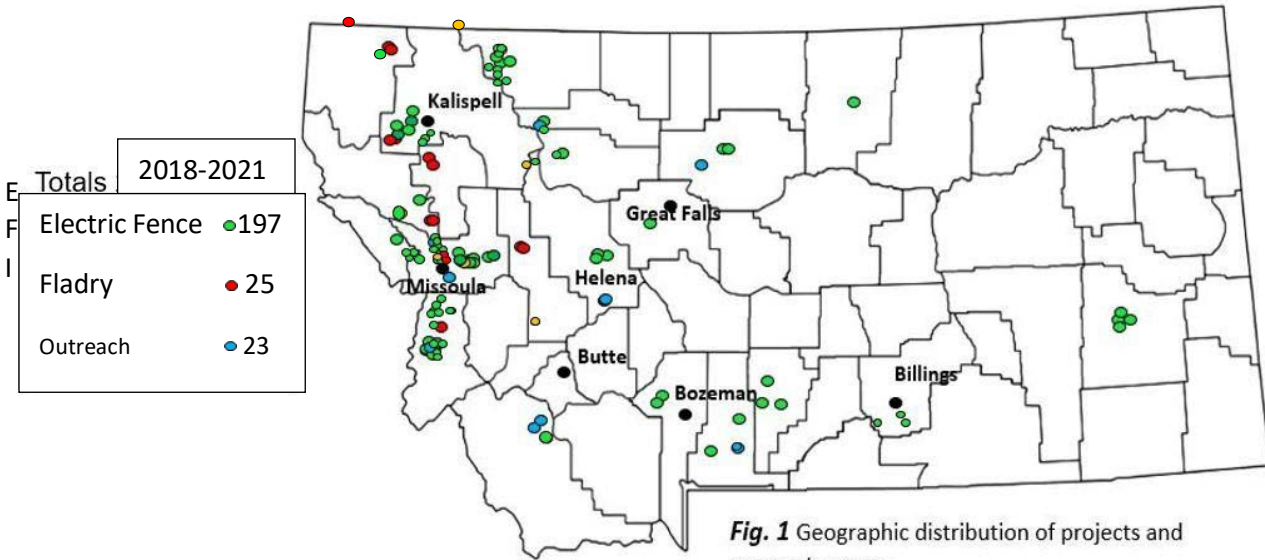 Kalispell
2018-2021
E
Totals
F
Electric Fence 197
Great Falls
I
Fladry 25
Helena
Missoula
Outreach 23
Butte
Billings
Bozeman
Fig. 1 Geographic distribution of projects and